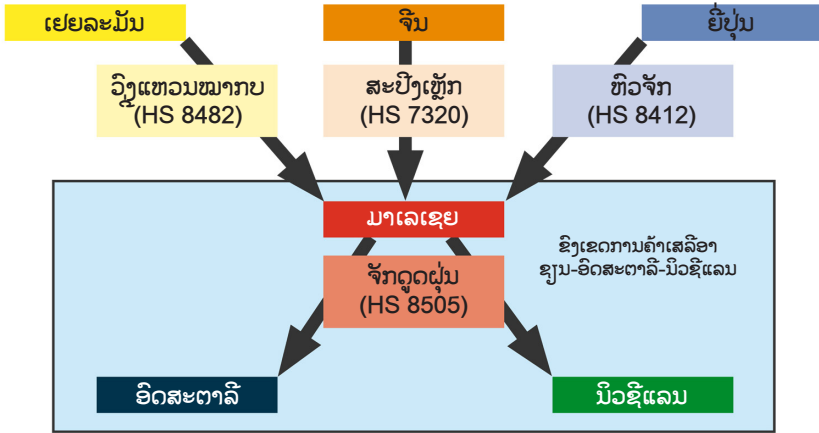 ເຢຍລະມັນ
ຈີນ
ຍີ່ປຸ່ນ
ວົງແຫວນໝາກບ
ີ່(HS 8482)
ສະປິງເຫຼັກ
(HS 7320)
ຫົວຈັກ
(HS 8412)
ມາເລເຊຍ
ຈັກດູດຝຸ່ນ
(HS 8505)
ຂົງເຂດການຄ້າເສລີອາ
ຊຽນ-ອົດສະຕາລີ-ນິວຊີແລນ
ອົດສະຕາລີ
ນິວຊີແລນ